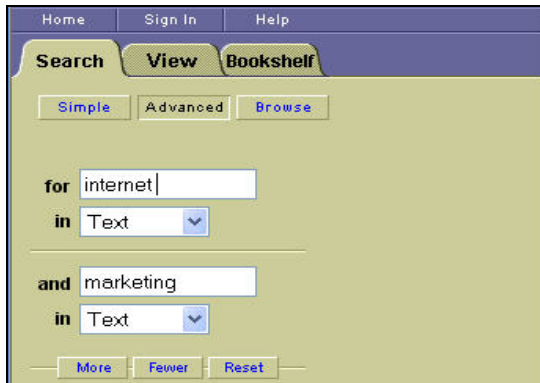 Home Sign In Help
Search View Bookshelf
Simple Advanced Browse
for internet
in Text
and marketing
in Text
More Fewer Reset